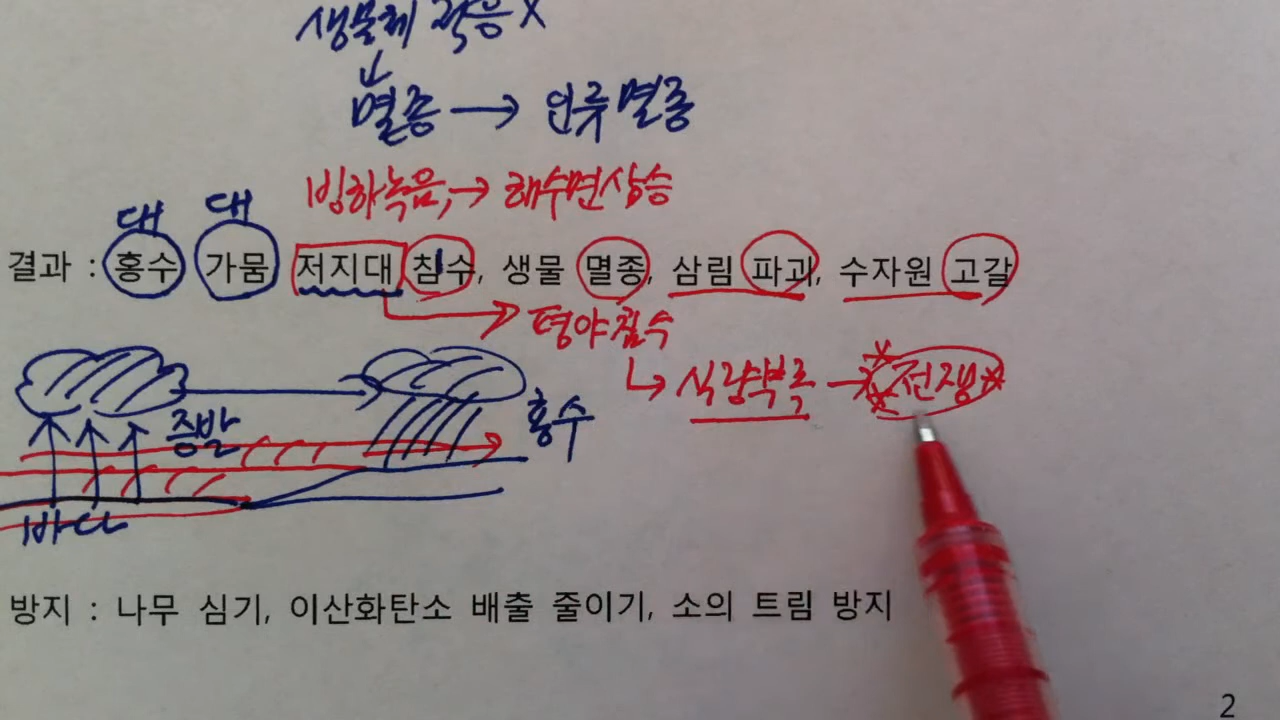 생물체 적응 X
멸종 → 인류 멸종
빙하녹음, → 해수면상승
대 대
결과 : 홍수 가뭄 저지대 침수, 생물 멸종, 삼림 파괴, 수자원 고갈
평야침수
식량부족 → 전쟁
증발 홍수
바다
방지 : 나무 심기, 이산화탄소 배출 줄이기, 소의 트림 방지
2